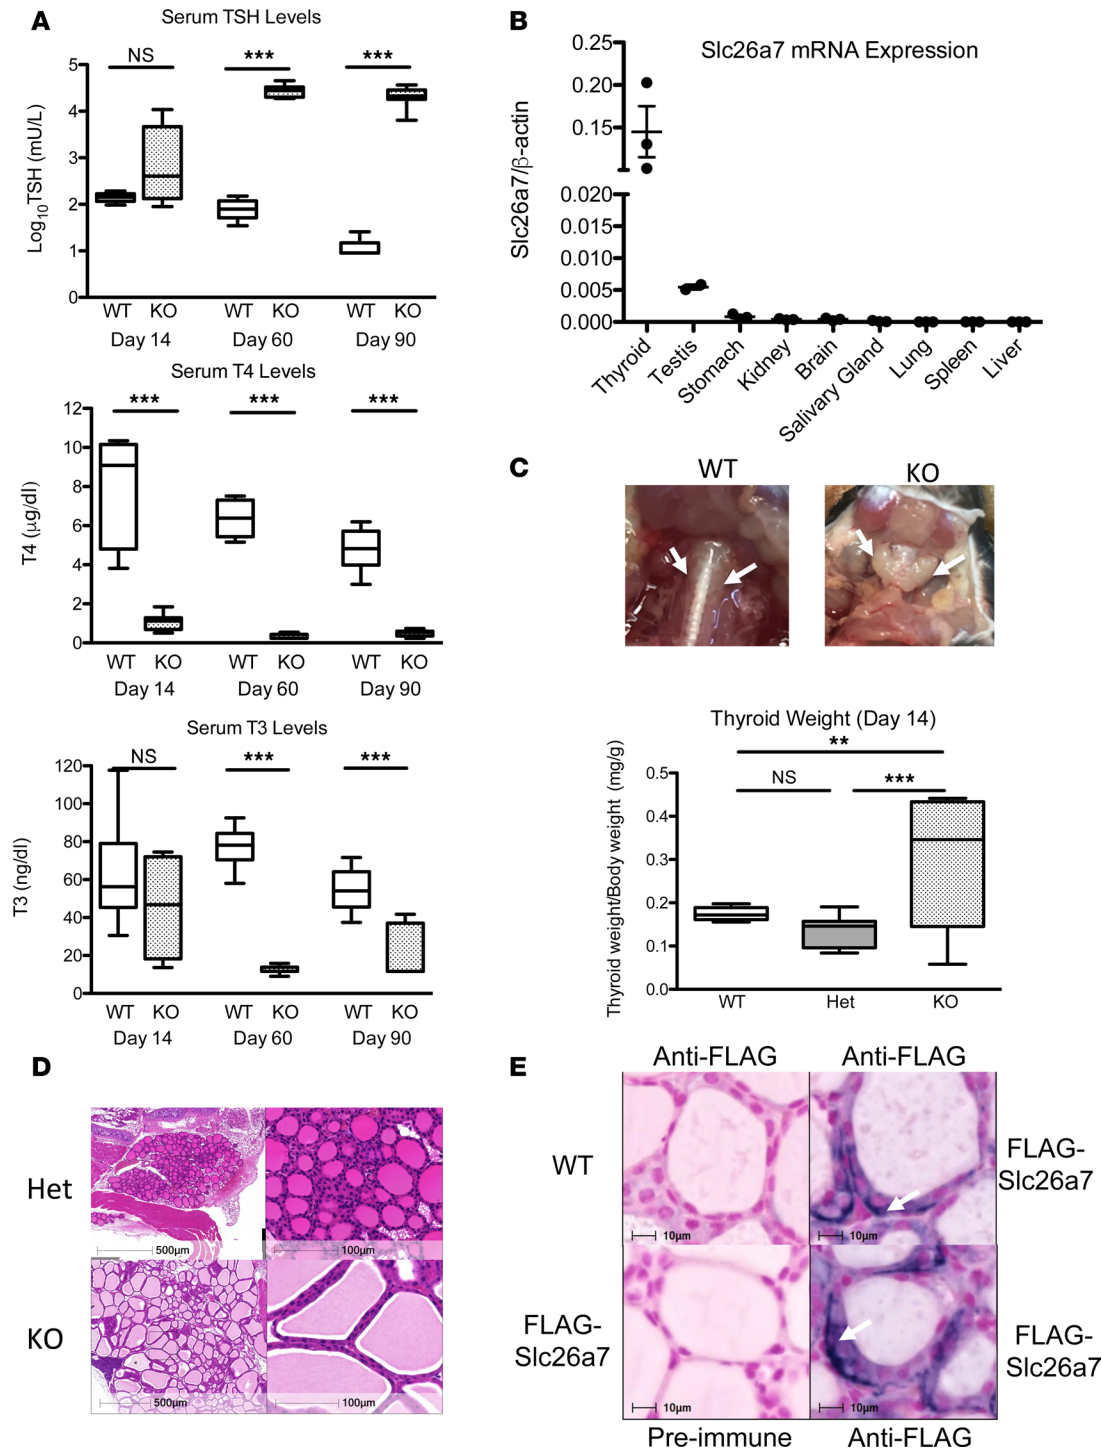 A
Serum TSH Levels
NS
***
***
5
4
3
2
1
0
Log10TSH (mU/L)
WT KO WT KO WT KO
Day 14 Day 60 Day 90
Serum T4 Levels
***
***
***
12
10
8
6
4
2
0
T4 (µg/dl)
WT KO WT KO WT KO
Day 14 Day 60 Day 90
Serum T3 Levels
NS
***
***
120
100
80
60
40
20
0
T3 (ng/dl)
WT KO WT KO WT KO
Day 14 Day 60 Day 90
B
Slc26a7 mRNA Expression
0.25
0.20
0.15
0.020
0.015
0.010
0.005
0.000
Slc26a7/β-actin
Thyroid
Testis
Stomach
Kidney
Brain
Salivary Gland
Lung
Spleen
Liver
C
WT
KO
Thyroid Weight (Day 14)
**
NS
***
0.5
0.4
0.3
0.2
0.1
0.0
Thyroid weight/Body weight (mg/g)
WT Het KO
D
Het
500µm
100µm
KO
500µm
100µm
E
Anti-FLAG
Anti-FLAG
WT
FLAG-
Slc26a7
10µm
10µm
FLAG-
Slc26a7
FLAG-
Slc26a7
10µm
10µm
Pre-immune
Anti-FLAG